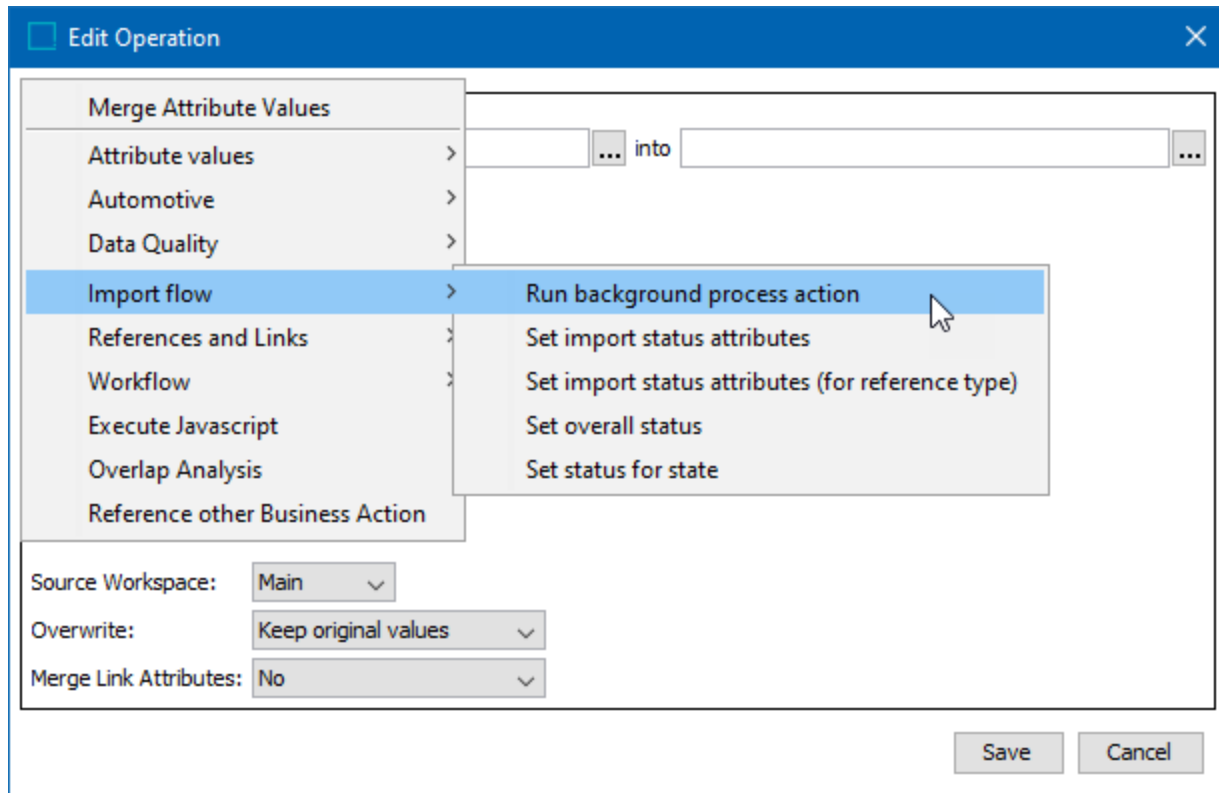 Edit Operation
Merge Attribute Values
Attribute values
... into ...
Automotive
Data Quality
Import flow
Run background process action
References and Links
Set import status attributes
Workflow
Set import status attributes (for reference type)
Execute Javascript
Set overall status
Overlap Analysis
Set status for state
Reference other Business Action
Source Workspace: Main
Overwrite: Keep original values
Merge Link Attributes: No
Save Cancel